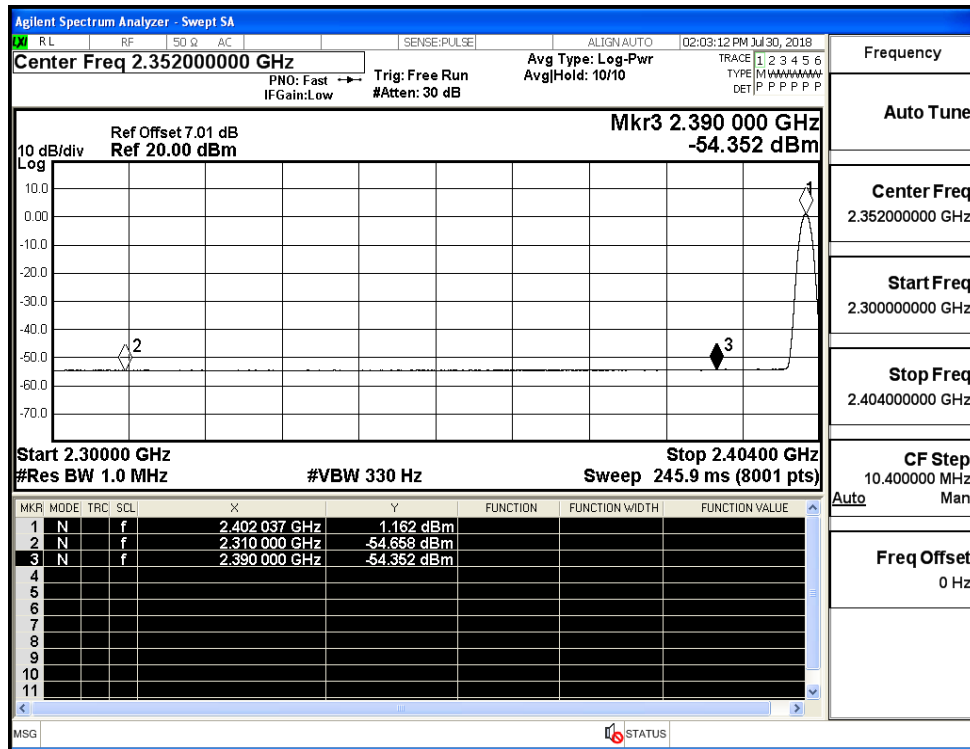 Agilent Spectrum Analyzer - Swept SA
LXI RL RF 50 Ω AC SENSE:PULSE ALIGN AUTO 02:03:12 PM Jul 30, 2018
Center Freq 2.352000000 GHz
PNO: Fast
IFGain:Low
Trig: Free Run
#Atten: 30 dB
Avg Type: Log-Pwr
Avg|Hold: 10/10
TRACE 1 2 3 4 5 6
TYPE M WWWWW
DET P P P P P P
Ref Offset 7.01 dB
10 dB/div Ref 20.00 dBm
Log
Mkr3 2.390 000 GHz
-54.352 dBm
10.0
0.00
-10.0
-20.0
-30.0
-40.0
-50.0
-60.0
-70.0
1
2
3
Start 2.30000 GHz Stop 2.40400 GHz
#Res BW 1.0 MHz #VBW 330 Hz Sweep 245.9 ms (8001 pts)
MKR MODE TRC SCL X Y FUNCTION FUNCTION WIDTH FUNCTION VALUE
1 N f 2.402 037 GHz 1.162 dBm
2 N f 2.310 000 GHz -54.658 dBm
3 N f 2.390 000 GHz -54.352 dBm
4
5
6
7
8
9
10
11
MSG STATUS
Frequency
Auto Tune
Center Freq
2.352000000 GHz
Start Freq
2.300000000 GHz
Stop Freq
2.404000000 GHz
CF Step
10.400000 MHz
Auto Man
Freq Offset
0 Hz